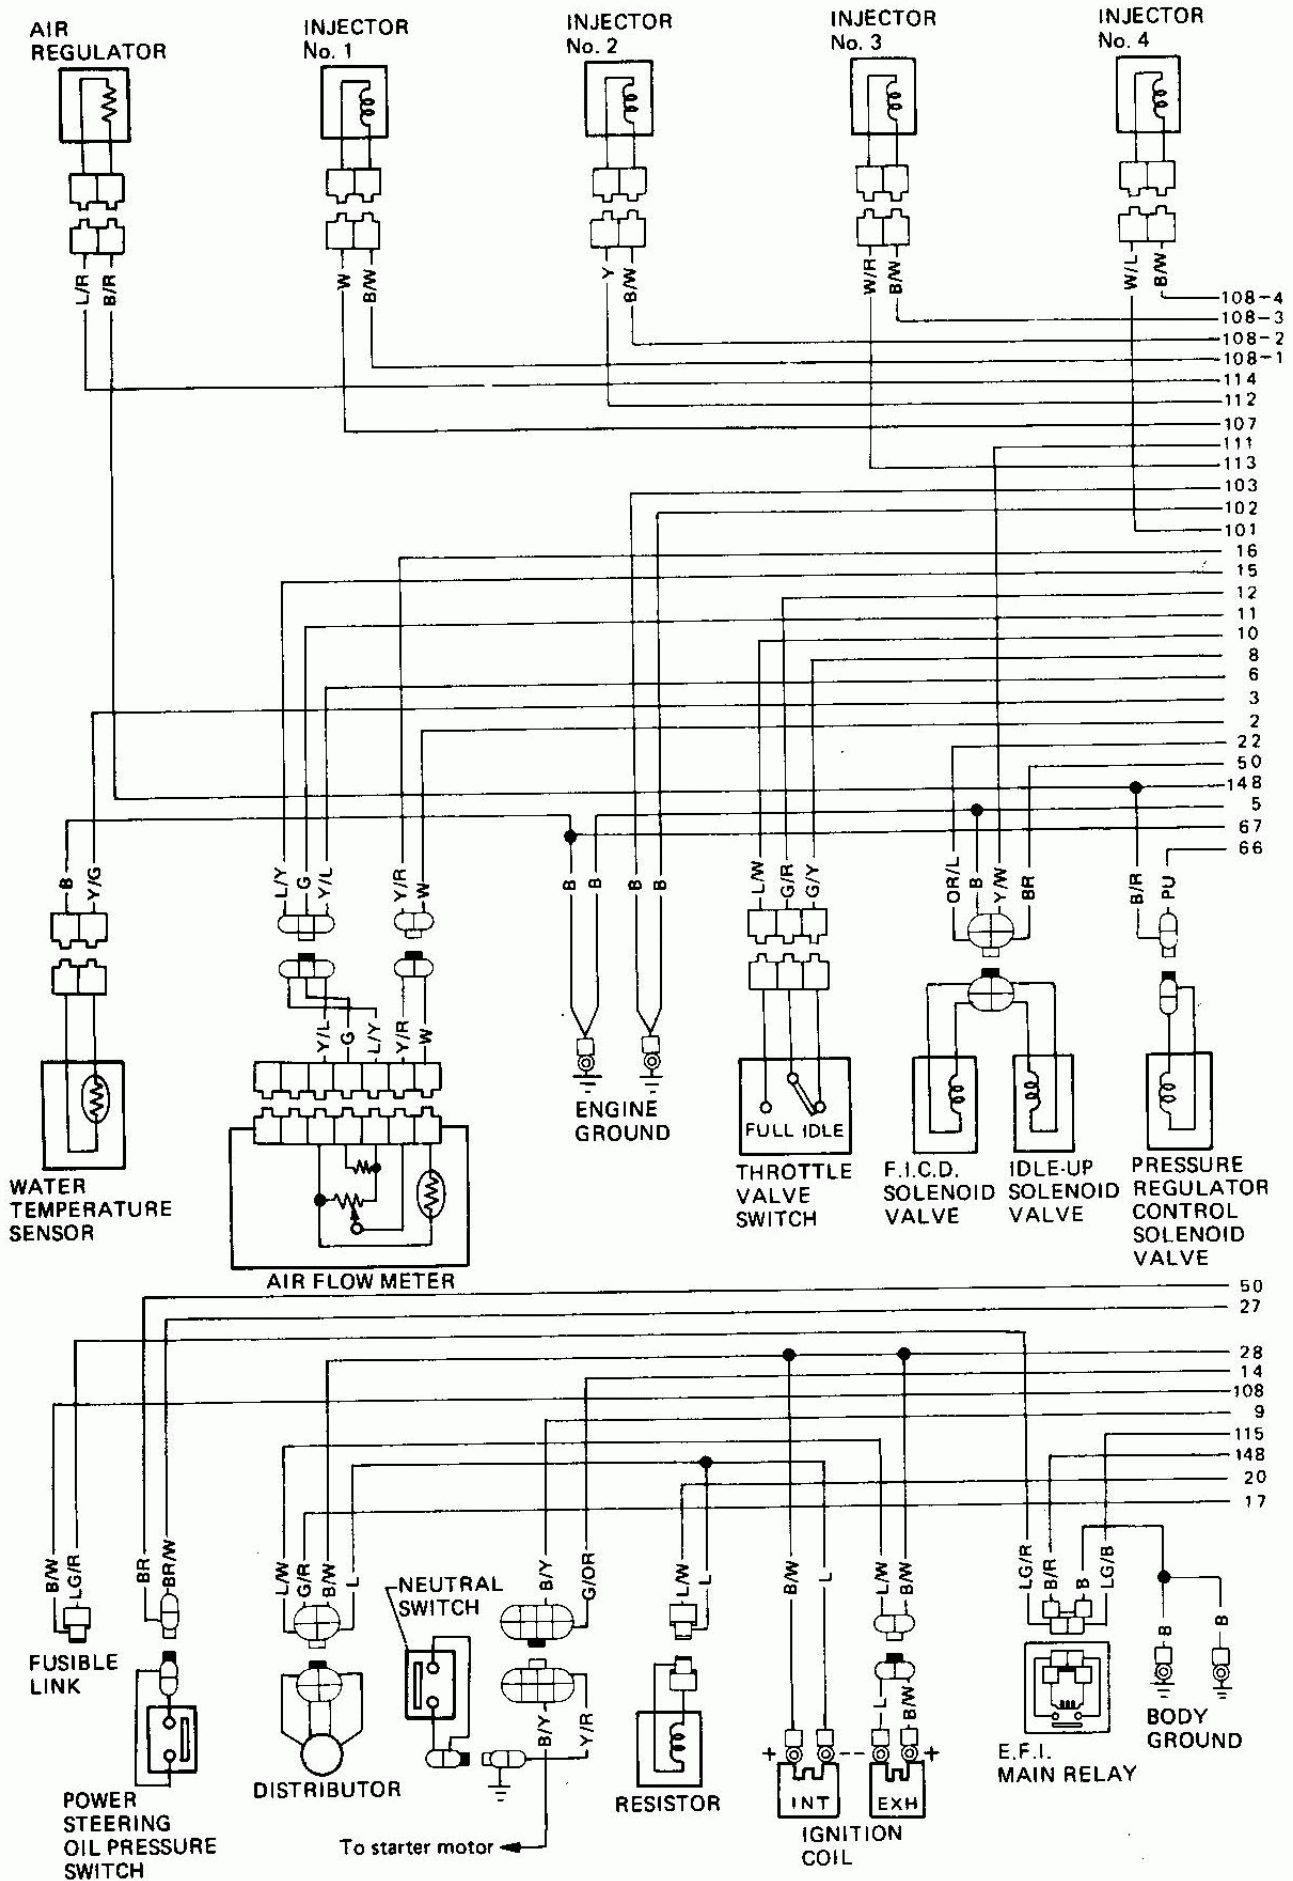 AIR
REGULATOR
INJECTOR
No. 1
INJECTOR
No. 2
INJECTOR
No. 3
INJECTOR
No. 4
L/R
B/R
W
B/W
Y
B/W
W/R
B/W
W/L
B/W
108-4
108-3
108-2
108-1
114
112
107
111
113
103
102
101
16
15
12
11
10
8
6
3
2
22
50
148
5
67
66
B
Y/G
L/Y
G
Y/L
Y/R
W
B
B
B
B
L/W
G/R
G/Y
OR/L
B
Y/W
BR
B/R
PU
Y/L
G
L/Y
Y/R
W
FULL IDLE
ENGINE
GROUND
WATER
TEMPERATURE
SENSOR
AIR FLOW METER
THROTTLE
VALVE
SWITCH
F.I.C.D.
SOLENOID
VALVE
IDLE-UP
SOLENOID
VALVE
PRESSURE
REGULATOR
CONTROL
SOLENOID
VALVE
50
27
28
14
108
9
115
148
20
17
B/W
LG/R
BR
BR/W
L/W
G/R
B/W
L
B/Y
G/OR
L/W
L
B/W
L
L/W
B/W
LG/R
B/R
B
LG/B
B
B
NEUTRAL
SWITCH
FUSIBLE
LINK
B/Y
Y/R
L
B/W
+
--
+
INT
EXH
POWER
STEERING
OIL PRESSURE
SWITCH
DISTRIBUTOR
To starter motor
RESISTOR
IGNITION
COIL
E.F.I.
MAIN RELAY
BODY
GROUND